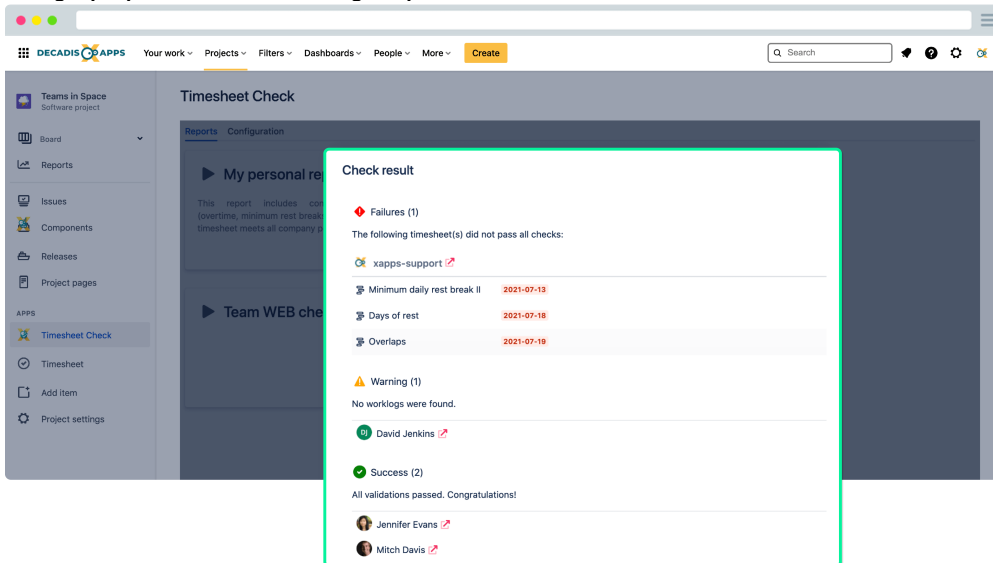 DECADIS APPS Your work Projects Filters Dashboards People More Create Search
Teams in Space
Software project
Board
Reports
Issues
Components
Releases
Project pages
APPS
Timesheet Check
Timesheet
Add item
Project settings
Timesheet Check
Reports Configuration
My personal re
This report includes con
(overtime, minimum rest break
timesheet meets all company p
Team WEB che
Check result
Failures (1)
The following timesheet(s) did not pass all checks:
xapps-support
Minimum daily rest break II 2021-07-13
Days of rest 2021-07-18
Overlaps 2021-07-19
Warning (1)
No worklogs were found.
DJ David Jenkins
Success (2)
All validations passed. Congratulations!
Jennifer Evans
Mitch Davis